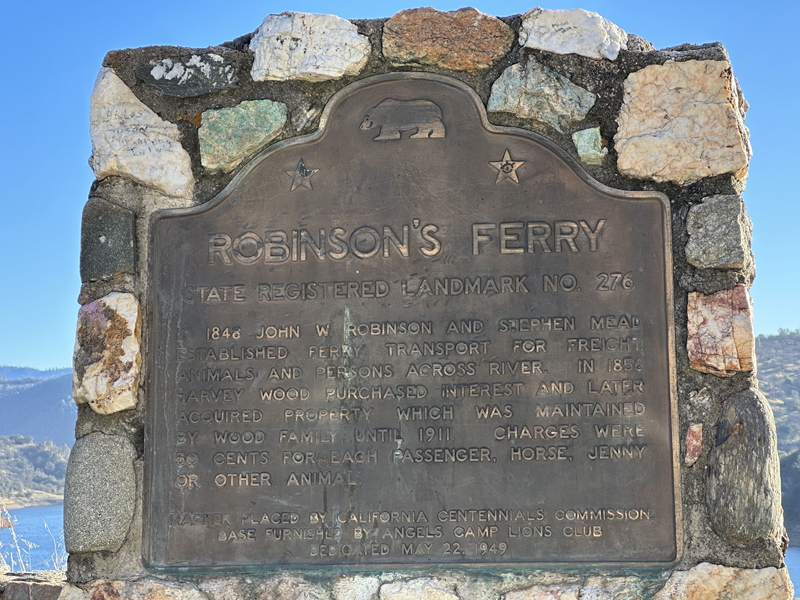 ROBINSON'S FERRY
STATE REGISTERED LANDMARK NO. 276
1848 JOHN W. ROBINSON AND STEPHEN MEAD
ESTABLISHED FERRY TRANSPORT FOR FREIGHT,
ANIMALS AND PERSONS ACROSS RIVER. IN 1856
HARVEY WOOD PURCHASED INTEREST AND LATER
ACQUIRED PROPERTY WHICH WAS MAINTAINED
BY WOOD FAMILY UNTIL 1911 CHARGES WERE
50 CENTS FOR EACH PASSENGER, HORSE, JENNY
OR OTHER ANIMAL.
MARKER PLACED BY CALIFORNIA CENTENNIALS COMMISSION.
BASE FURNISHED BY ANGELS CAMP LIONS CLUB
DEDICATED MAY 22, 1949